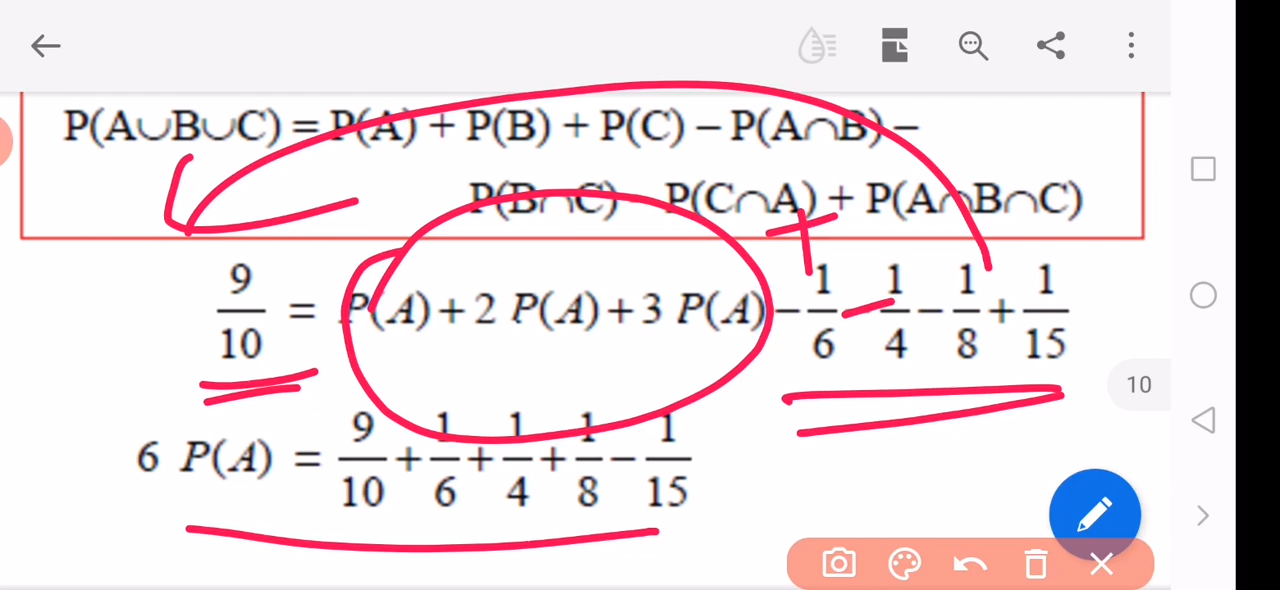 P(A∪B∪C) = P(A) + P(B) + P(C) – P(A∩B) –
P(B∩C) P(C∩A) + P(A∩B∩C)
9/10 = P(A) + 2 P(A) + 3 P(A) – 1/6 – 1/4 – 1/8 + 1/15
10
6 P(A) = 9/10 + 1/6 + 1/4 + 1/8 – 1/15